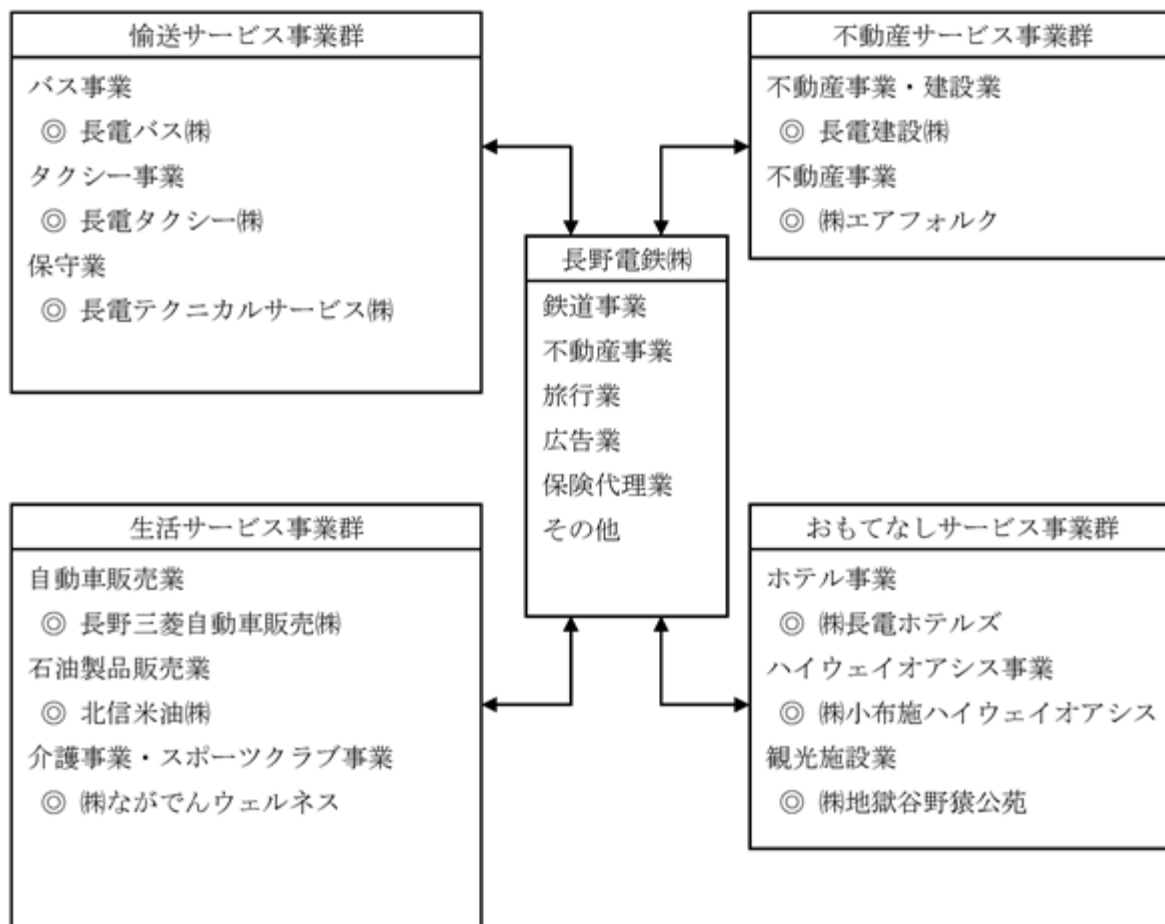 愉送サービス事業群
バス事業
◎ 長電バス㈱
タクシー事業
◎ 長電タクシー㈱
保守業
◎ 長電テクニカルサービス㈱
不動産サービス事業群
不動産事業・建設業
◎ 長電建設㈱
不動産事業
◎ ㈱エアフォルク
長野電鉄㈱
鉄道事業
不動産事業
旅行業
広告業
保険代理業
その他
生活サービス事業群
自動車販売業
◎ 長野三菱自動車販売㈱
石油製品販売業
◎ 北信米油㈱
介護事業・スポーツクラブ事業
◎ ㈱ながでんウェルネス
おもてなしサービス事業群
ホテル事業
◎ ㈱長電ホテルズ
ハイウェイオアシス事業
◎ ㈱小布施ハイウェイオアシス
観光施設業
◎ ㈱地獄谷野猿公苑